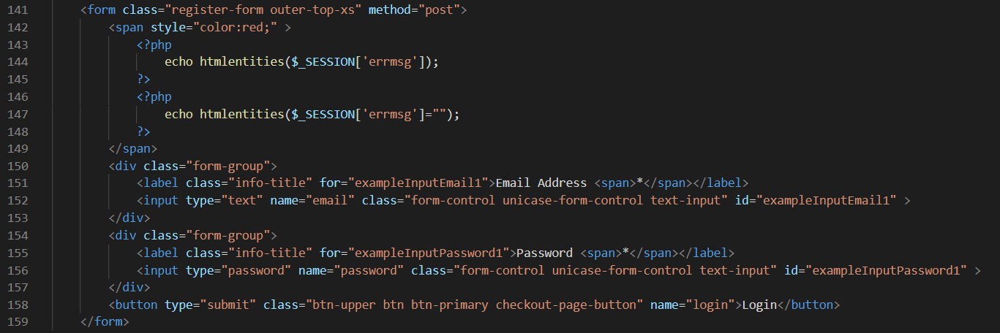 141 <form class="register-form outer-top-xs" method="post">
142 <span style="color:red;" >
143 <?php
144 echo htmlentities($_SESSION['errmsg']);
145 ?>
146 <?php
147 echo htmlentities($_SESSION['errmsg']="");
148 ?>
149 </span>
150 <div class="form-group">
151 <label class="info-title" for="exampleInputEmail1">Email Address <span>*</span></label>
152 <input type="text" name="email" class="form-control unicase-form-control text-input" id="exampleInputEmail1" >
153 </div>
154 <div class="form-group">
155 <label class="info-title" for="exampleInputPassword1">Password <span>*</span></label>
156 <input type="password" name="password" class="form-control unicase-form-control text-input" id="exampleInputPassword1" >
157 </div>
158 <button type="submit" class="btn-upper btn btn-primary checkout-page-button" name="login">Login</button>
159 </form>